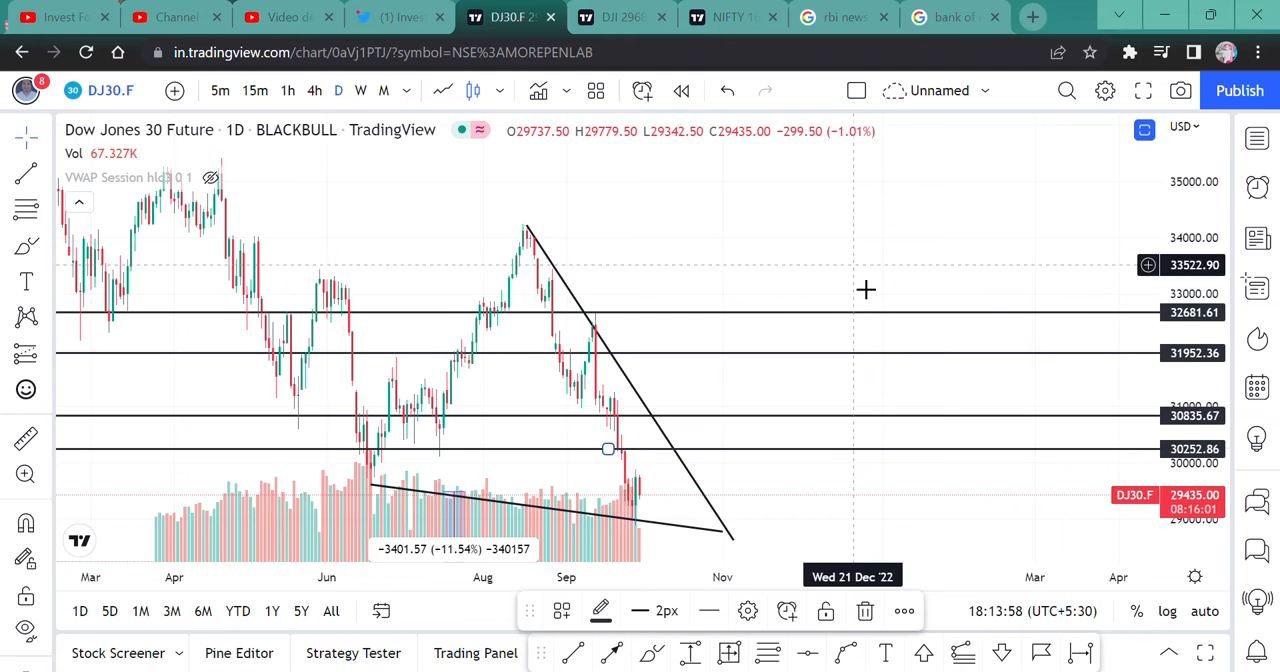 Invest Fo
Channel
Video de
(1) Inves
DJ30.F 29
DJI 2968
NIFTY 16
rbi news
bank of
in.tradingview.com/chart/0aVj1PTJ/?symbol=NSE%3AMOREPENLAB
8
30 DJ30.F 5m 15m 1h 4h D W M Unnamed Publish
Dow Jones 30 Future · 1D · BLACKBULL · TradingView O29737.50 H29779.50 L29342.50 C29435.00 −299.50 (−1.01%) USD
Vol 67.327K
VWAP Session hlc3 0 1
35000.00
34000.00
33522.90
33000.00
32681.61
31952.36
31000.00
30835.67
30252.86
30000.00
DJ30.F 29435.00
08:16:01
29000.00
−3401.57 (−11.54%) −340157
Mar Apr Jun Aug Sep Nov Wed 21 Dec '22 Mar Apr
1D 5D 1M 3M 6M YTD 1Y 5Y All 2px 18:13:58 (UTC+5:30) % log auto
Stock Screener Pine Editor Strategy Tester Trading Panel